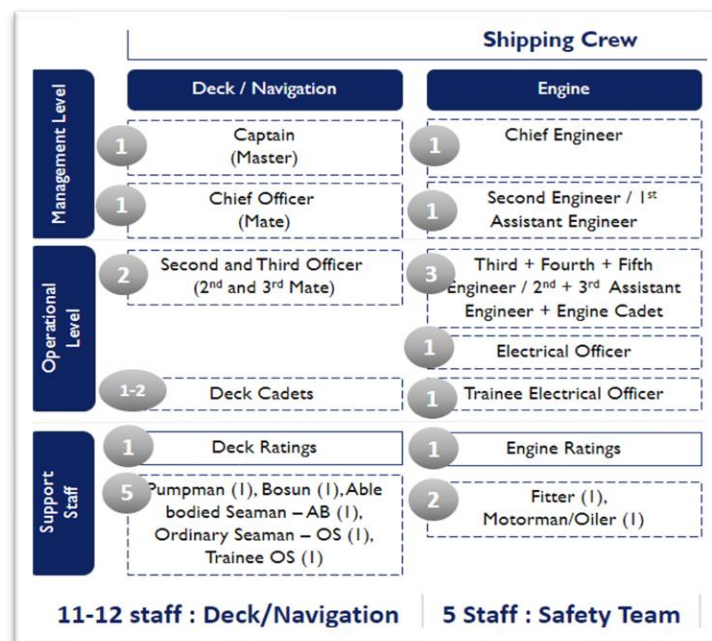 Shipping Crew
Deck / Navigation
Engine
Management Level
1
Captain
(Master)
1
Chief Engineer
1
Chief Officer
(Mate)
1
Second Engineer / 1st
Assistant Engineer
Operational
Level
2
Second and Third Officer
(2nd and 3rd Mate)
3
Third + Fourth + Fifth
Engineer / 2nd + 3rd Assistant
Engineer + Engine Cadet
1
Electrical Officer
1-2
Deck Cadets
1
Trainee Electrical Officer
Support
Staff
1
Deck Ratings
1
Engine Ratings
5
Pumpman (1), Bosun (1), Able
bodied Seaman – AB (1),
Ordinary Seaman – OS (1),
Trainee OS (1)
2
Fitter (1),
Motorman/Oiler (1)
11-12 staff : Deck/Navigation
5 Staff : Safety Team